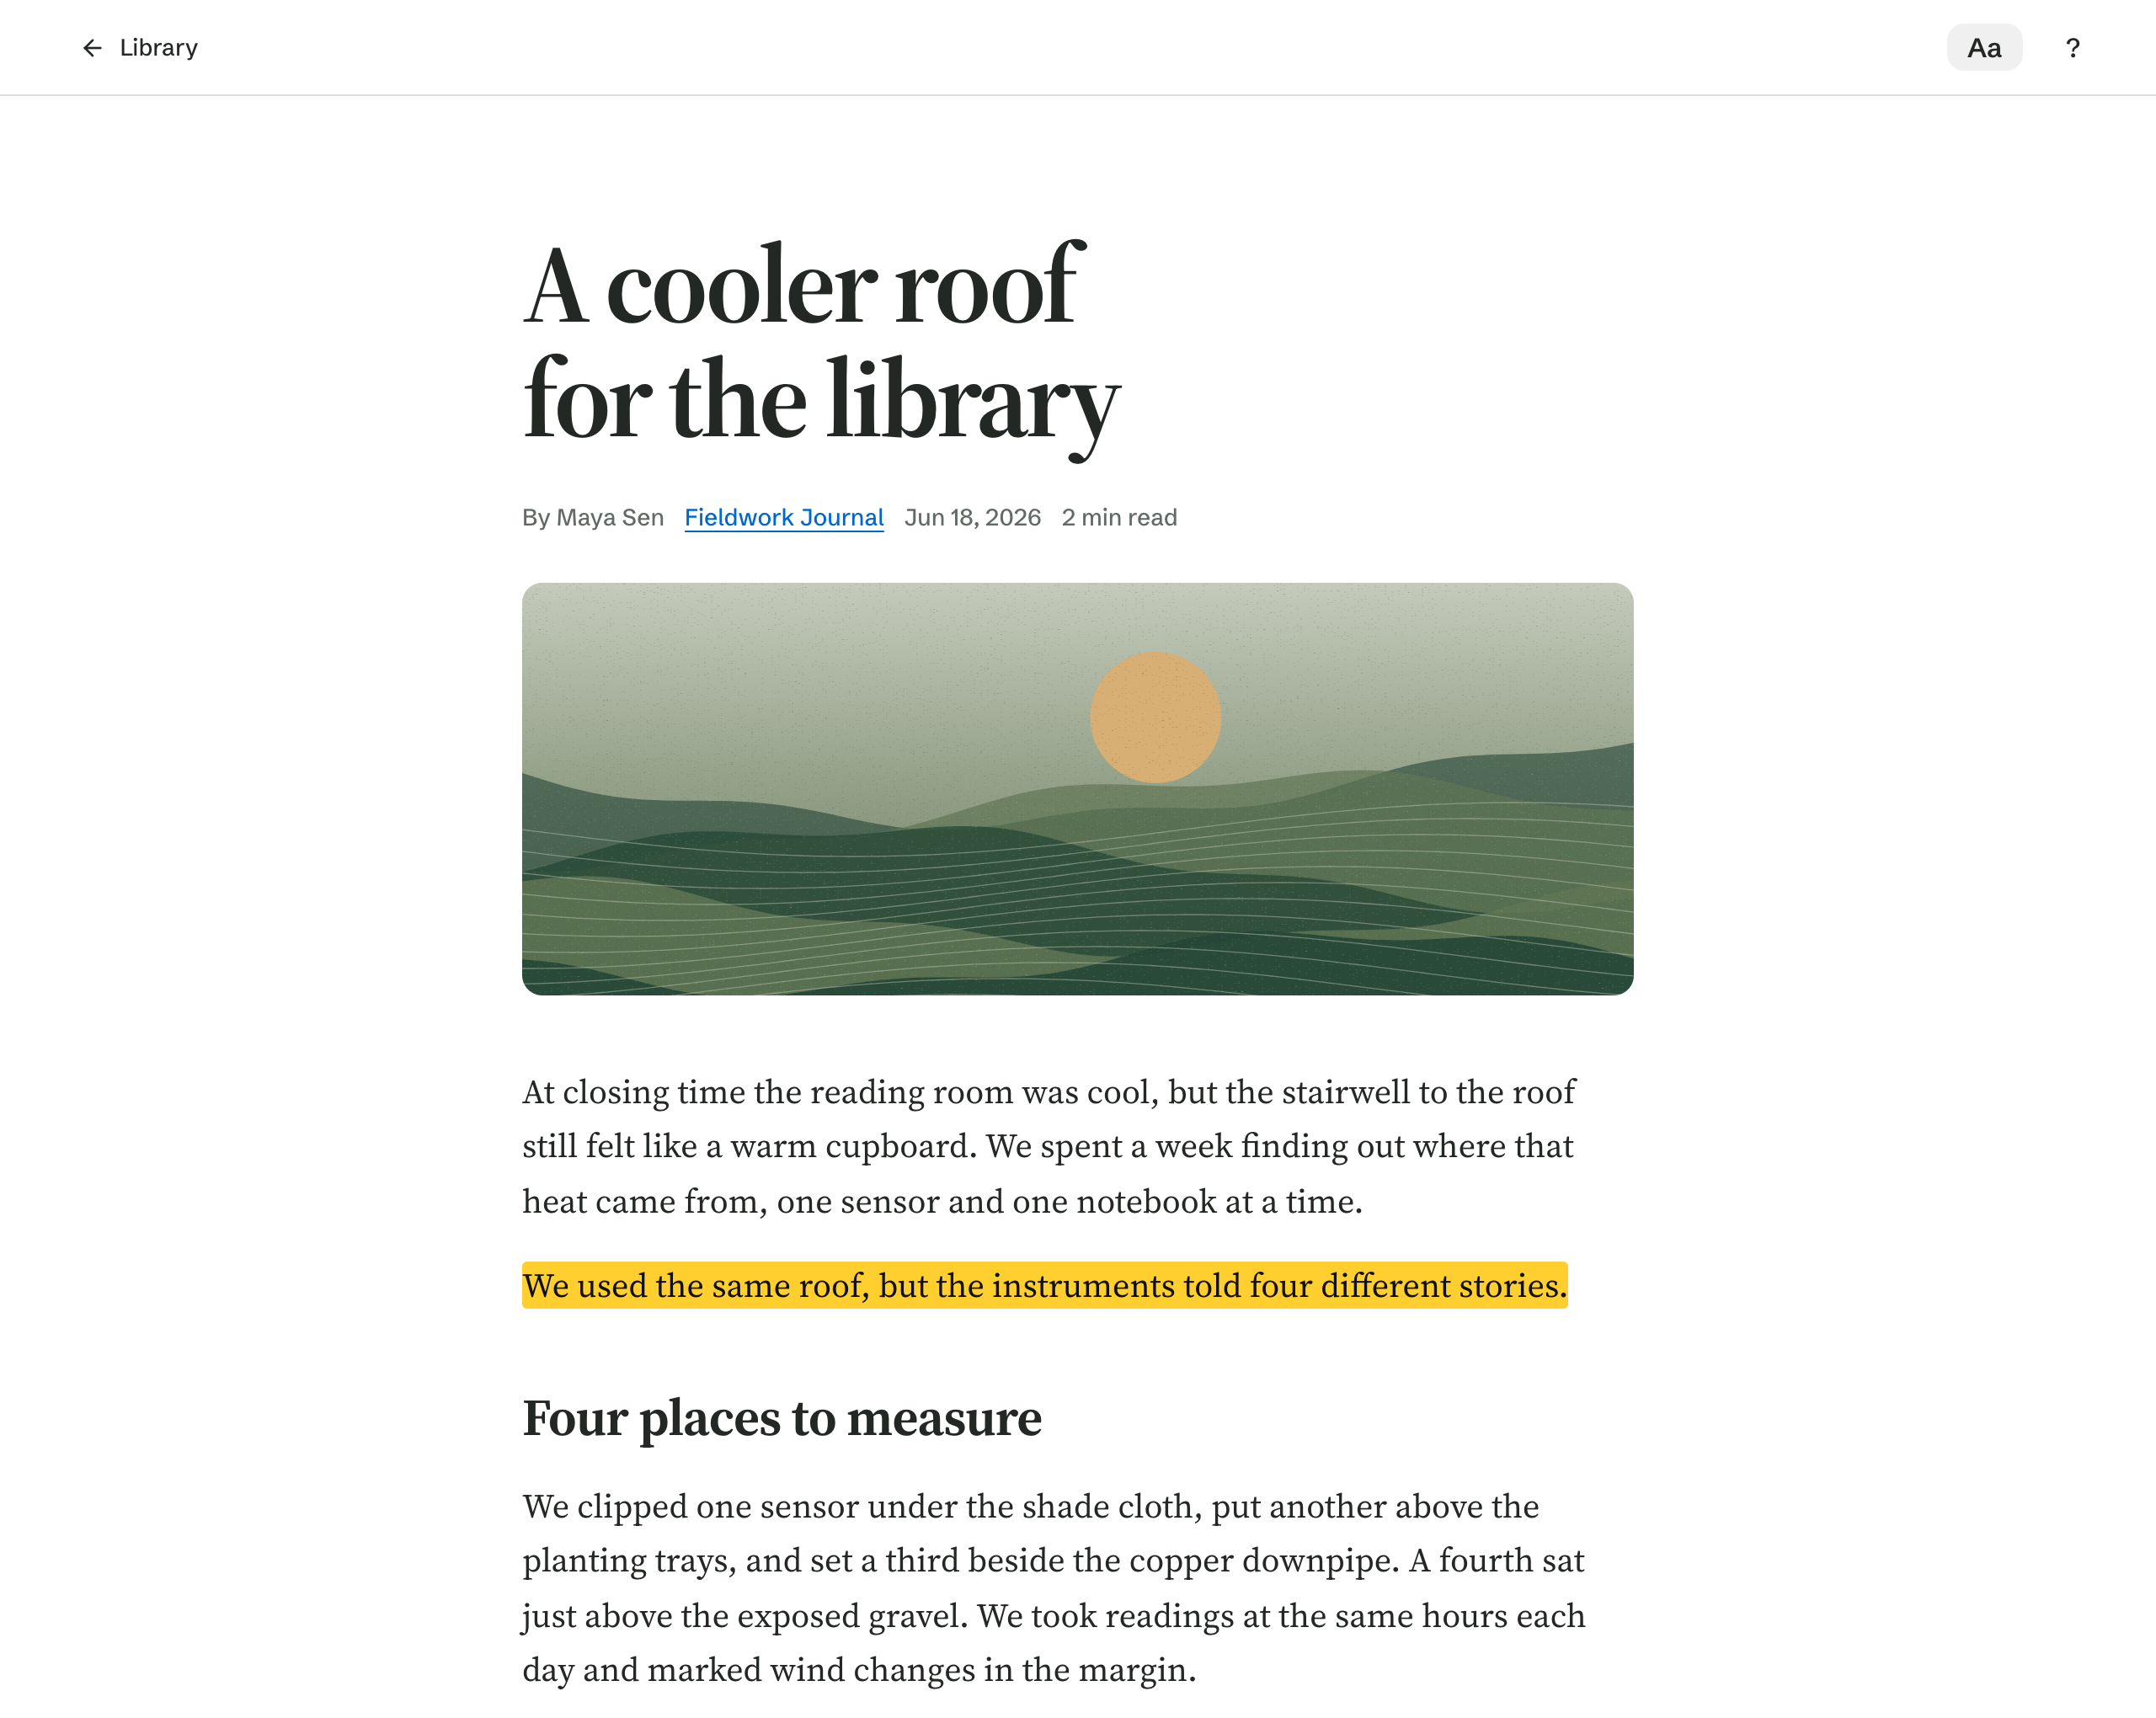 Library
Aa
?
A cooler roof
for the library
By Maya Sen Fieldwork Journal Jun 18, 2026 2 min read
At closing time the reading room was cool, but the stairwell to the roof
still felt like a warm cupboard. We spent a week finding out where that
heat came from, one sensor and one notebook at a time.
We used the same roof, but the instruments told four different stories.
Four places to measure
We clipped one sensor under the shade cloth, put another above the
planting trays, and set a third beside the copper downpipe. A fourth sat
just above the exposed gravel. We took readings at the same hours each
day and marked wind changes in the margin.